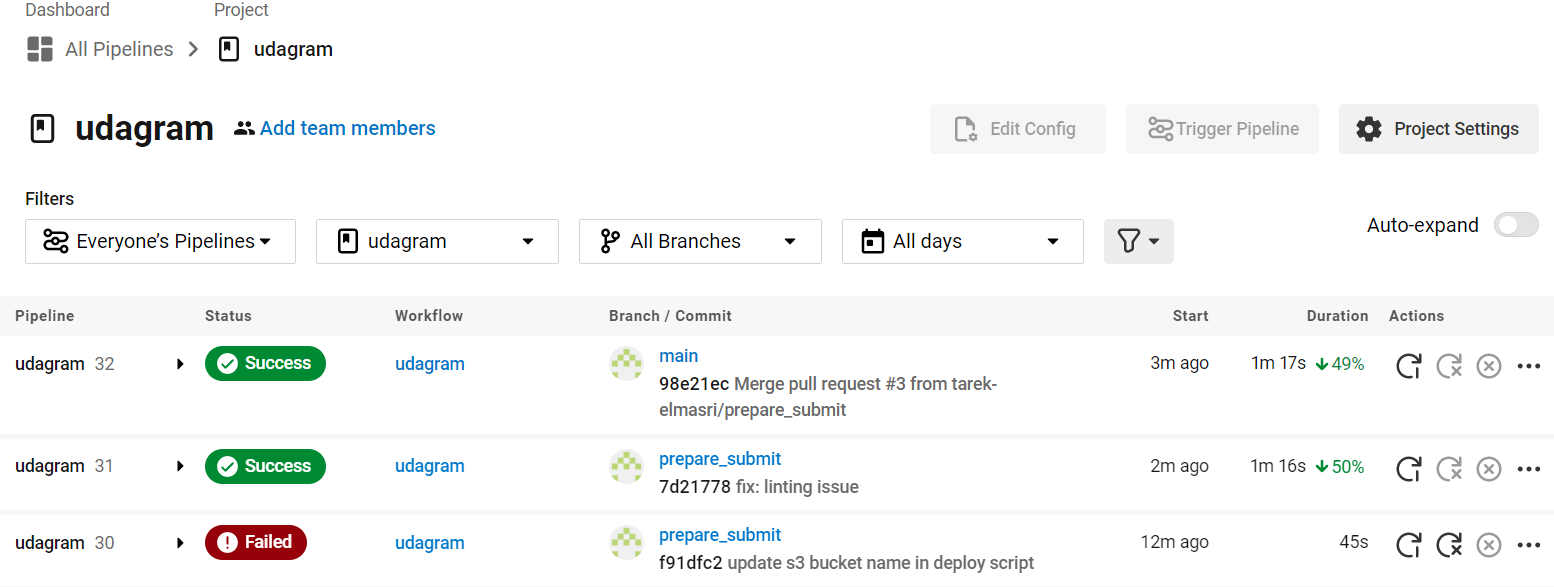 Dashboard Project
All Pipelines udagram
udagram Add team members Edit Config Trigger Pipeline Project Settings
Filters
Everyone’s Pipelines udagram All Branches All days Auto-expand
Pipeline Status Workflow Branch / Commit Start Duration Actions
udagram 32 Success udagram main 3m ago 1m 17s 49%
98e21ec Merge pull request #3 from tarek-
elmasri/prepare_submit
udagram 31 Success udagram prepare_submit 2m ago 1m 16s 50%
7d21778 fix: linting issue
udagram 30 Failed udagram prepare_submit 12m ago 45s
f91dfc2 update s3 bucket name in deploy script